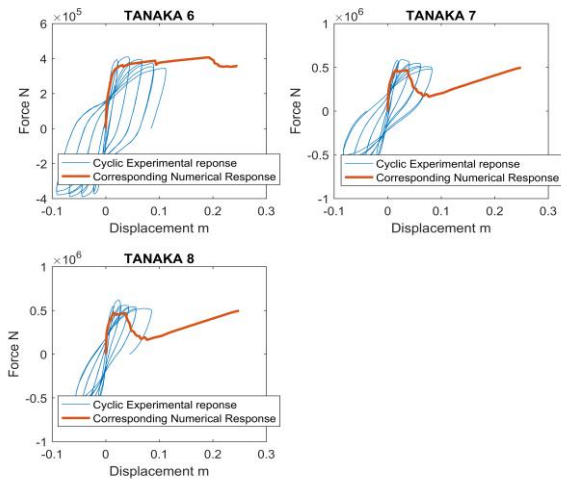 TANAKA 6
×10^5
6
4
2
0
-2
-4
Force N
-0.1 0 0.1 0.2 0.3
Displacement m
Cyclic Experimental reponse
Corresponding Numerical Response
TANAKA 7
×10^6
1
0.5
0
-0.5
-1
Force N
-0.1 0 0.1 0.2 0.3
Displacement m
Cyclic Experimental reponse
Corresponding Numerical Response
TANAKA 8
×10^6
1
0.5
0
-0.5
-1
Force N
-0.1 0 0.1 0.2 0.3
Displacement m
Cyclic Experimental reponse
Corresponding Numerical Response